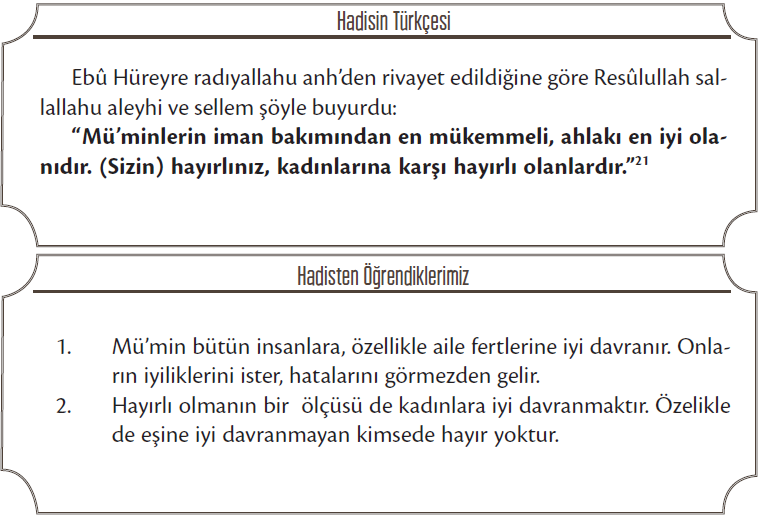 Hadisin Türkçesi
Ebû Hüreyre radıyallahu anh’den rivayet edildiğine göre Resûlullah sal-
lallahu aleyhi ve sellem şöyle buyurdu:
“Mü’minlerin iman bakımından en mükemmeli, ahlakı en iyi ola-
nıdır. (Sizin) hayırlınız, kadınlarına karşı hayırlı olanlardır.”21
Hadisten Öğrendiklerimiz
1. Mü’min bütün insanlara, özellikle aile fertlerine iyi davranır. Onla-
rın iyiliklerini ister, hatalarını görmezden gelir.
2. Hayırlı olmanın bir ölçüsü de kadınlara iyi davranmaktır. Özelikle
de eşine iyi davranmayan kimsede hayır yoktur.